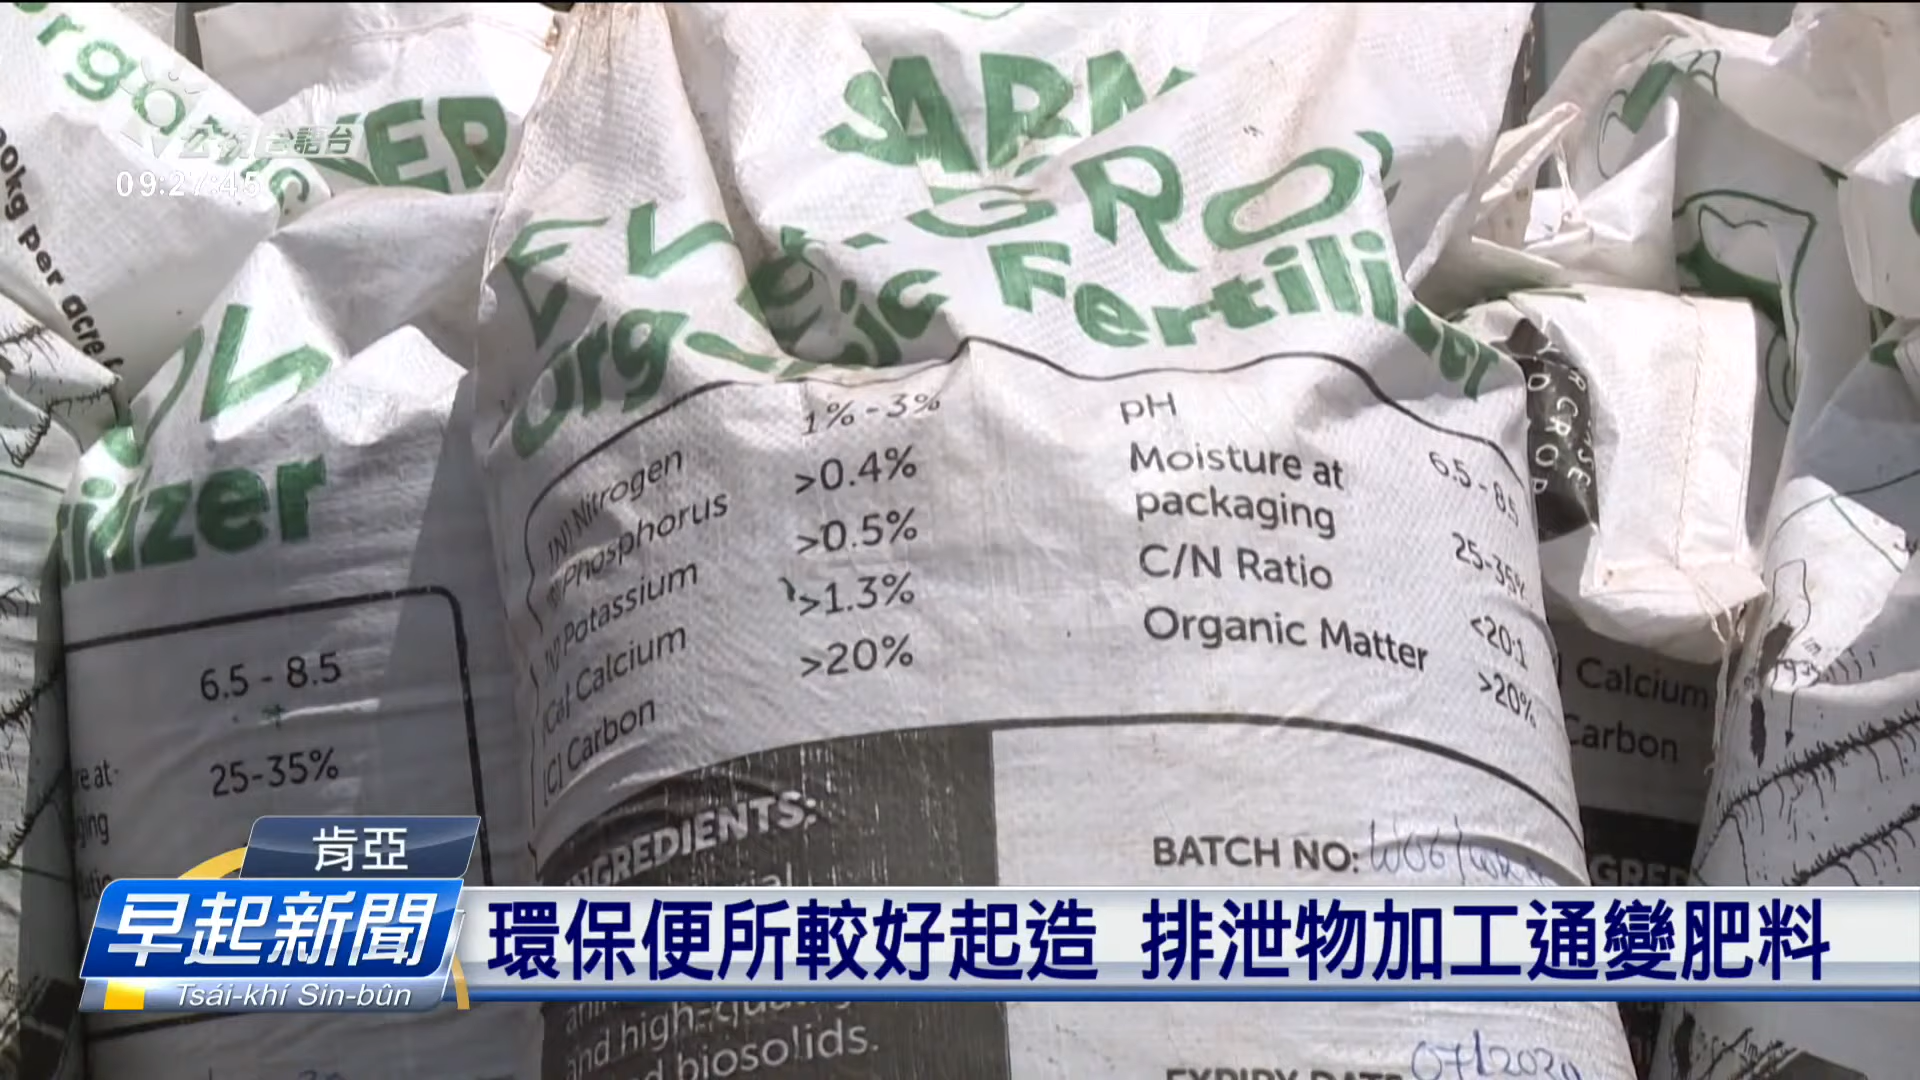 公視台語台
09:27:45
00kg per acre
Organic Fertili
6.5 - 8.5
25-35%
(N) Nitrogen 1%-3%
Phosphorus >0.4%
Potassium >0.5%
(Ca) Calcium >1.3%
(C) Carbon >20%
pH 6.5 - 8.5
Moisture at packaging 25-35%
C/N Ratio <20:1
Organic Matter >20%
Calcium
Carbon
INGREDIENTS:
BATCH NO:
and biosolids.
EXPIRY DATE
肯亞
早起新聞
Tsái-khí Sin-bûn
環保便所較好起造 排泄物加工通變肥料